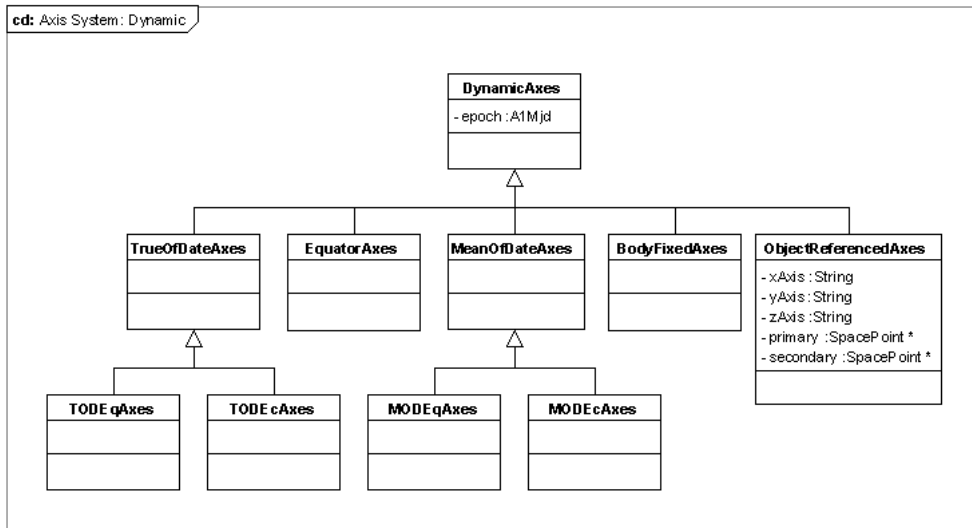 cd: Axis System: Dynamic
DynamicAxes
- epoch :A1Mjd
TrueOfDateAxes
EquatorAxes
MeanOfDateAxes
BodyFixedAxes
ObjectReferencedAxes
- xAxis :String
- yAxis :String
- zAxis :String
- primary :SpacePoint *
- secondary :SpacePoint *
TODEqAxes
TODEcAxes
MODEqAxes
MODEcAxes